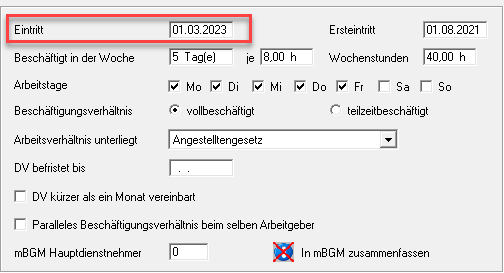 Eintritt 01.03.2023 Ersteintritt 01.08.2021
Beschäftigt in der Woche 5 Tag(e) je 8,00 h Wochenstunden 40,00 h
Arbeitstage Mo Di Mi Do Fr Sa So
Beschäftigungsverhältnis vollbeschäftigt teilzeitbeschäftigt
Arbeitsverhältnis unterliegt Angestelltengesetz
DV befristet bis . .
DV kürzer als ein Monat vereinbart
Paralleles Beschäftigungsverhältnis beim selben Arbeitgeber
mBGM Hauptdienstnehmer 0 In mBGM zusammenfassen